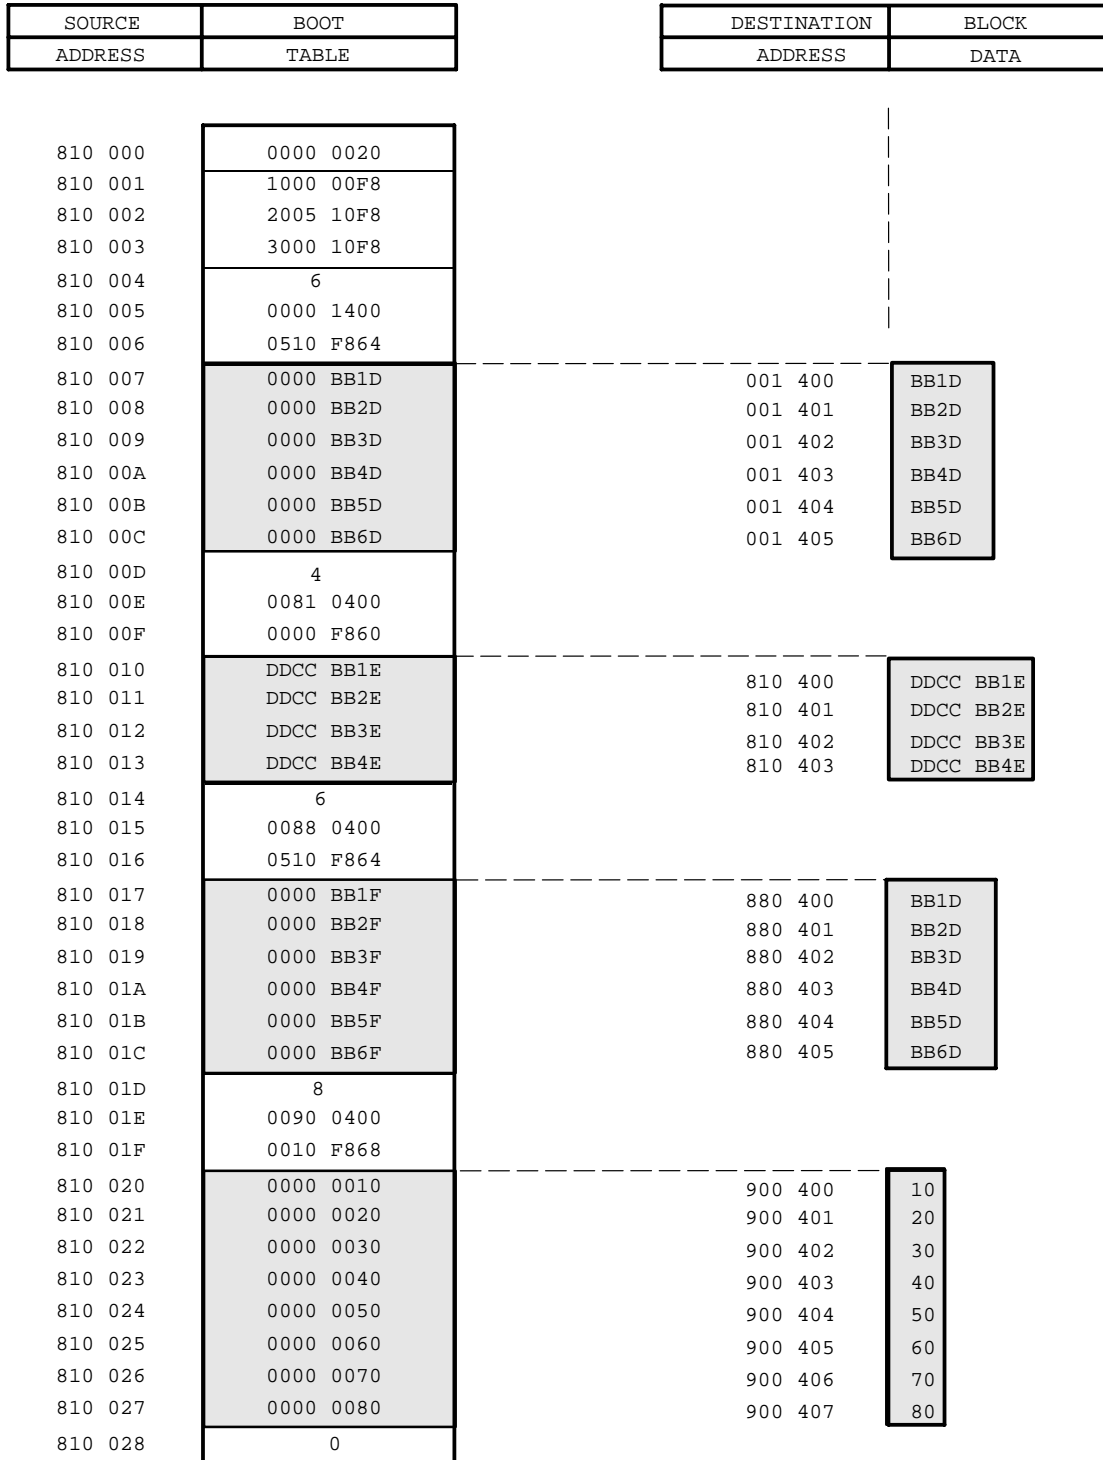 SOURCE BOOT DESTINATION BLOCK
ADDRESS TABLE ADDRESS DATA
810 000 0000 0020
810 001 1000 00F8
810 002 2005 10F8
810 003 3000 10F8
810 004 6
810 005 0000 1400
810 006 0510 F864
810 007 0000 BB1D 001 400 BB1D
810 008 0000 BB2D 001 401 BB2D
810 009 0000 BB3D 001 402 BB3D
810 00A 0000 BB4D 001 403 BB4D
810 00B 0000 BB5D 001 404 BB5D
810 00C 0000 BB6D 001 405 BB6D
810 00D 4
810 00E 0081 0400
810 00F 0000 F860
810 010 DDCC BB1E 810 400 DDCC BB1E
810 011 DDCC BB2E 810 401 DDCC BB2E
810 012 DDCC BB3E 810 402 DDCC BB3E
810 013 DDCC BB4E 810 403 DDCC BB4E
810 014 6
810 015 0088 0400
810 016 0510 F864
810 017 0000 BB1F 880 400 BB1D
810 018 0000 BB2F 880 401 BB2D
810 019 0000 BB3F 880 402 BB3D
810 01A 0000 BB4F 880 403 BB4D
810 01B 0000 BB5F 880 404 BB5D
810 01C 0000 BB6F 880 405 BB6D
810 01D 8
810 01E 0090 0400
810 01F 0010 F868
810 020 0000 0010 900 400 10
810 021 0000 0020 900 401 20
810 022 0000 0030 900 402 30
810 023 0000 0040 900 403 40
810 024 0000 0050 900 404 50
810 025 0000 0060 900 405 60
810 026 0000 0070 900 406 70
810 027 0000 0080 900 407 80
810 028 0